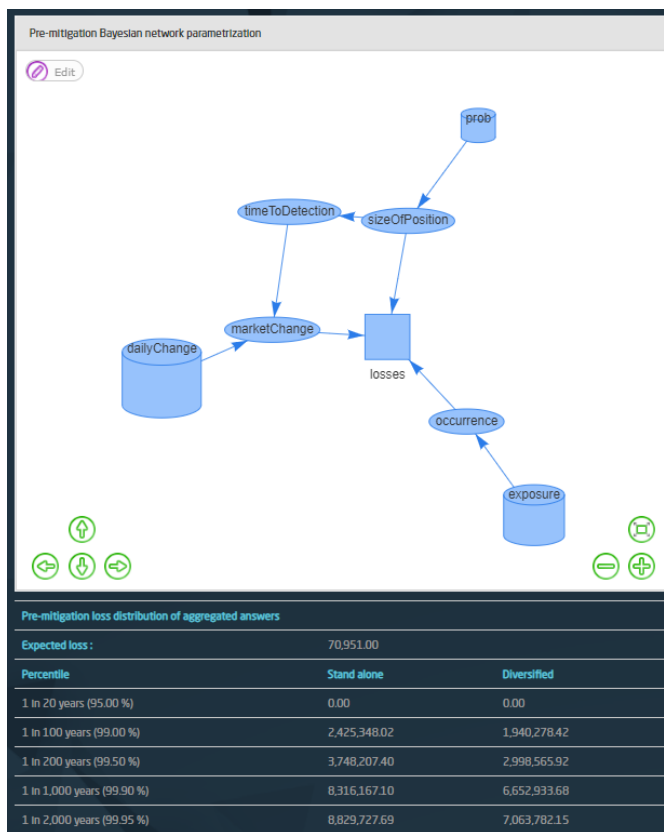 Pre-mitigation Bayesian network parametrization
Edit
prob
timeToDetection
sizeOfPosition
marketChange
dailyChange
losses
occurrence
exposure
Pre-mitigation loss distribution of aggregated answers
Expected loss : 70,951.00
Percentile Stand alone Diversified
1 in 20 years (95.00 %) 0.00 0.00
1 in 100 years (99.00 %) 2,425,348.02 1,940,278.42
1 in 200 years (99.50 %) 3,748,207.40 2,998,565.92
1 in 1,000 years (99.90 %) 8,316,167.10 6,652,933.68
1 in 2,000 years (99.95 %) 8,829,727.69 7,063,782.15